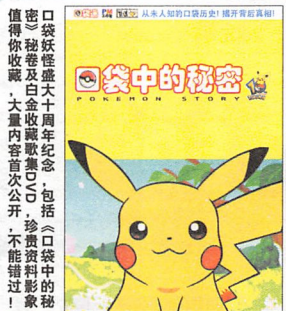 从未人知的口袋历史！揭开背后真相！
口袋中的秘密
POKEMON STORY
口袋妖怪盛大十周年纪念，包括《口袋中的秘
密》秘卷及白金收藏歌集DVD，珍贵资料影象
值得你收藏，大量内容首次公开，不能错过！